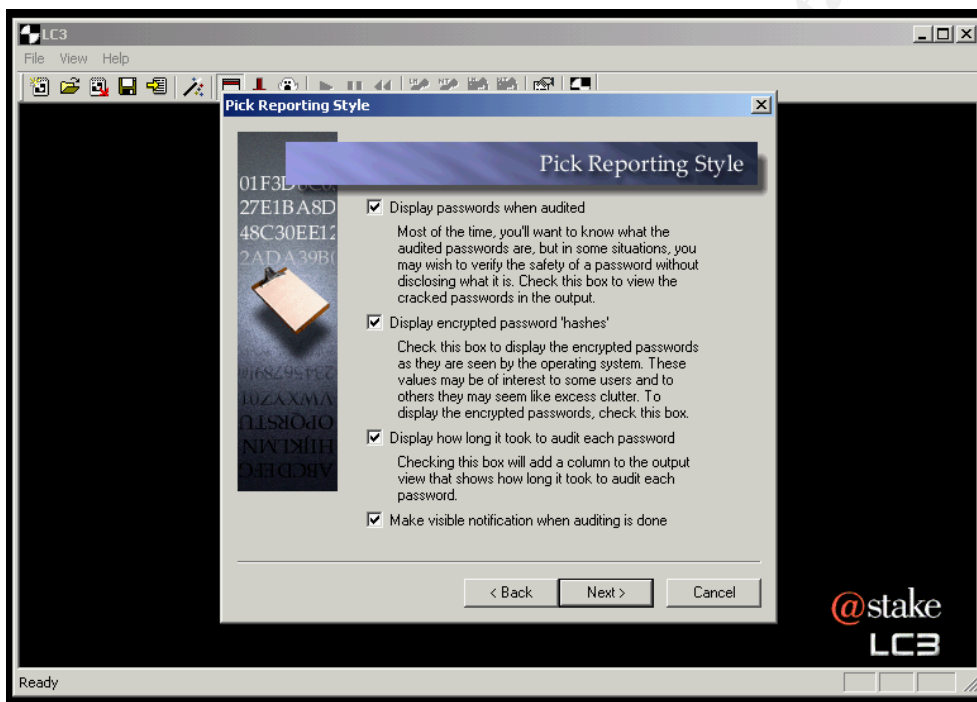 LC3
File View Help
Pick Reporting Style
Pick Reporting Style
27E1BA8D
48C30EE12
2ADA39B(
Display passwords when audited
Most of the time, you'll want to know what the
audited passwords are, but in some situations, you
may wish to verify the safety of a password without
disclosing what it is. Check this box to view the
cracked passwords in the output.
Display encrypted password 'hashes'
Check this box to display the encrypted passwords
as they are seen by the operating system. These
values may be of interest to some users and to
others they may seem like excess clutter. To
display the encrypted passwords, check this box.
Display how long it took to audit each password
Checking this box will add a column to the output
view that shows how long it took to audit each
password.
Make visible notification when auditing is done
< Back Next > Cancel
@stake
LC3
Ready